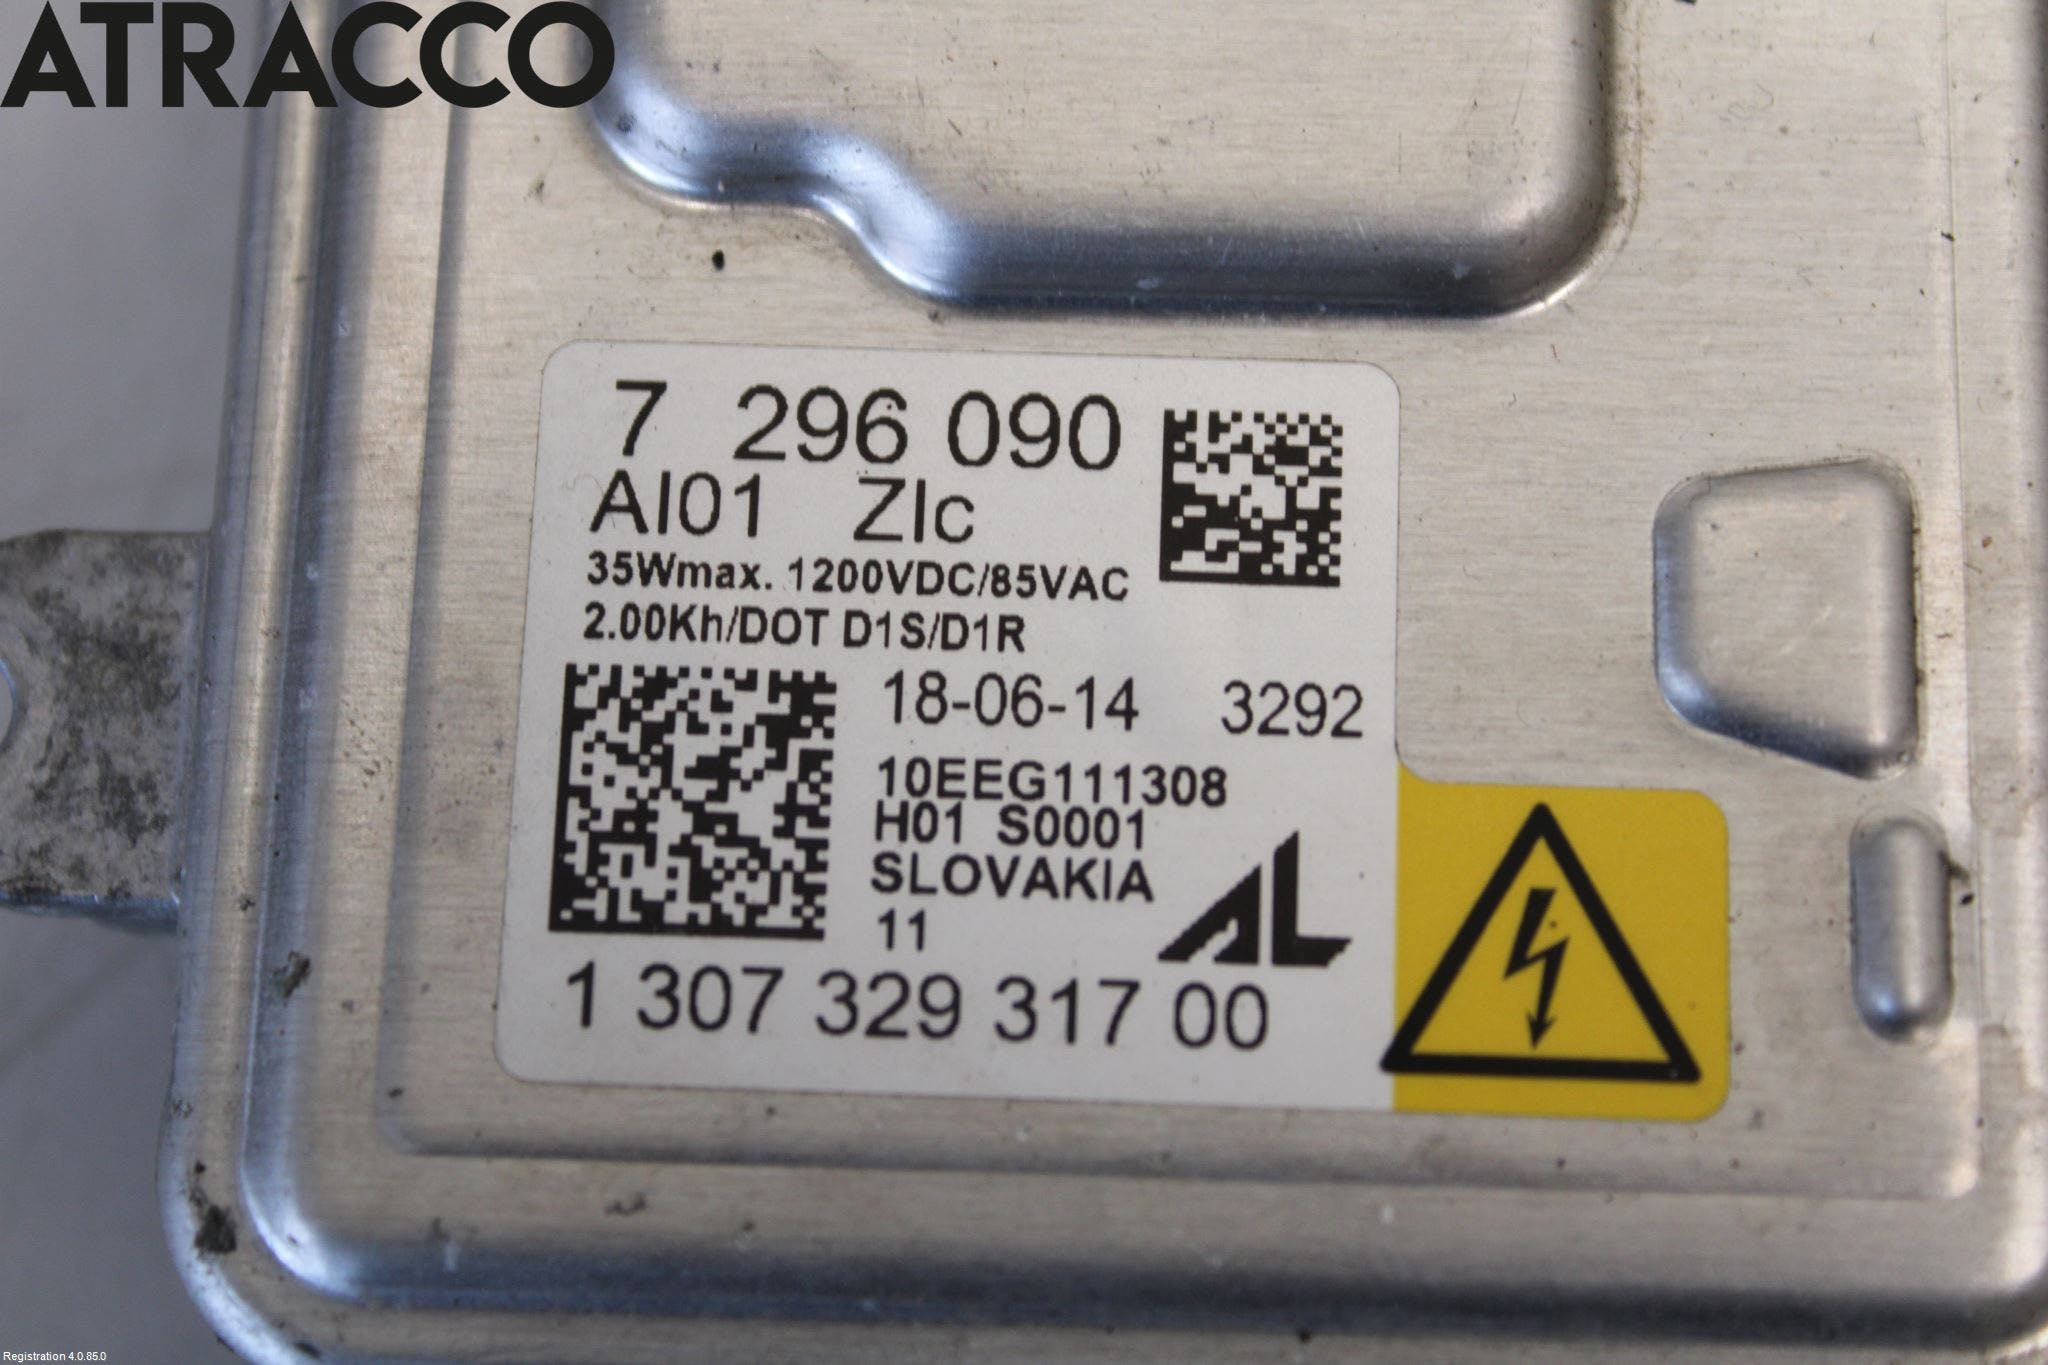 ATRACCO
7 296 090
AI01 ZIc
35Wmax. 1200VDC/85VAC
2.00Kh/DOT D1S/D1R
18-06-14 3292
10EEG111308
H01 S0001
SLOVAKIA
11
AL
1 307 329 317 00
Registration 4.0.85.0